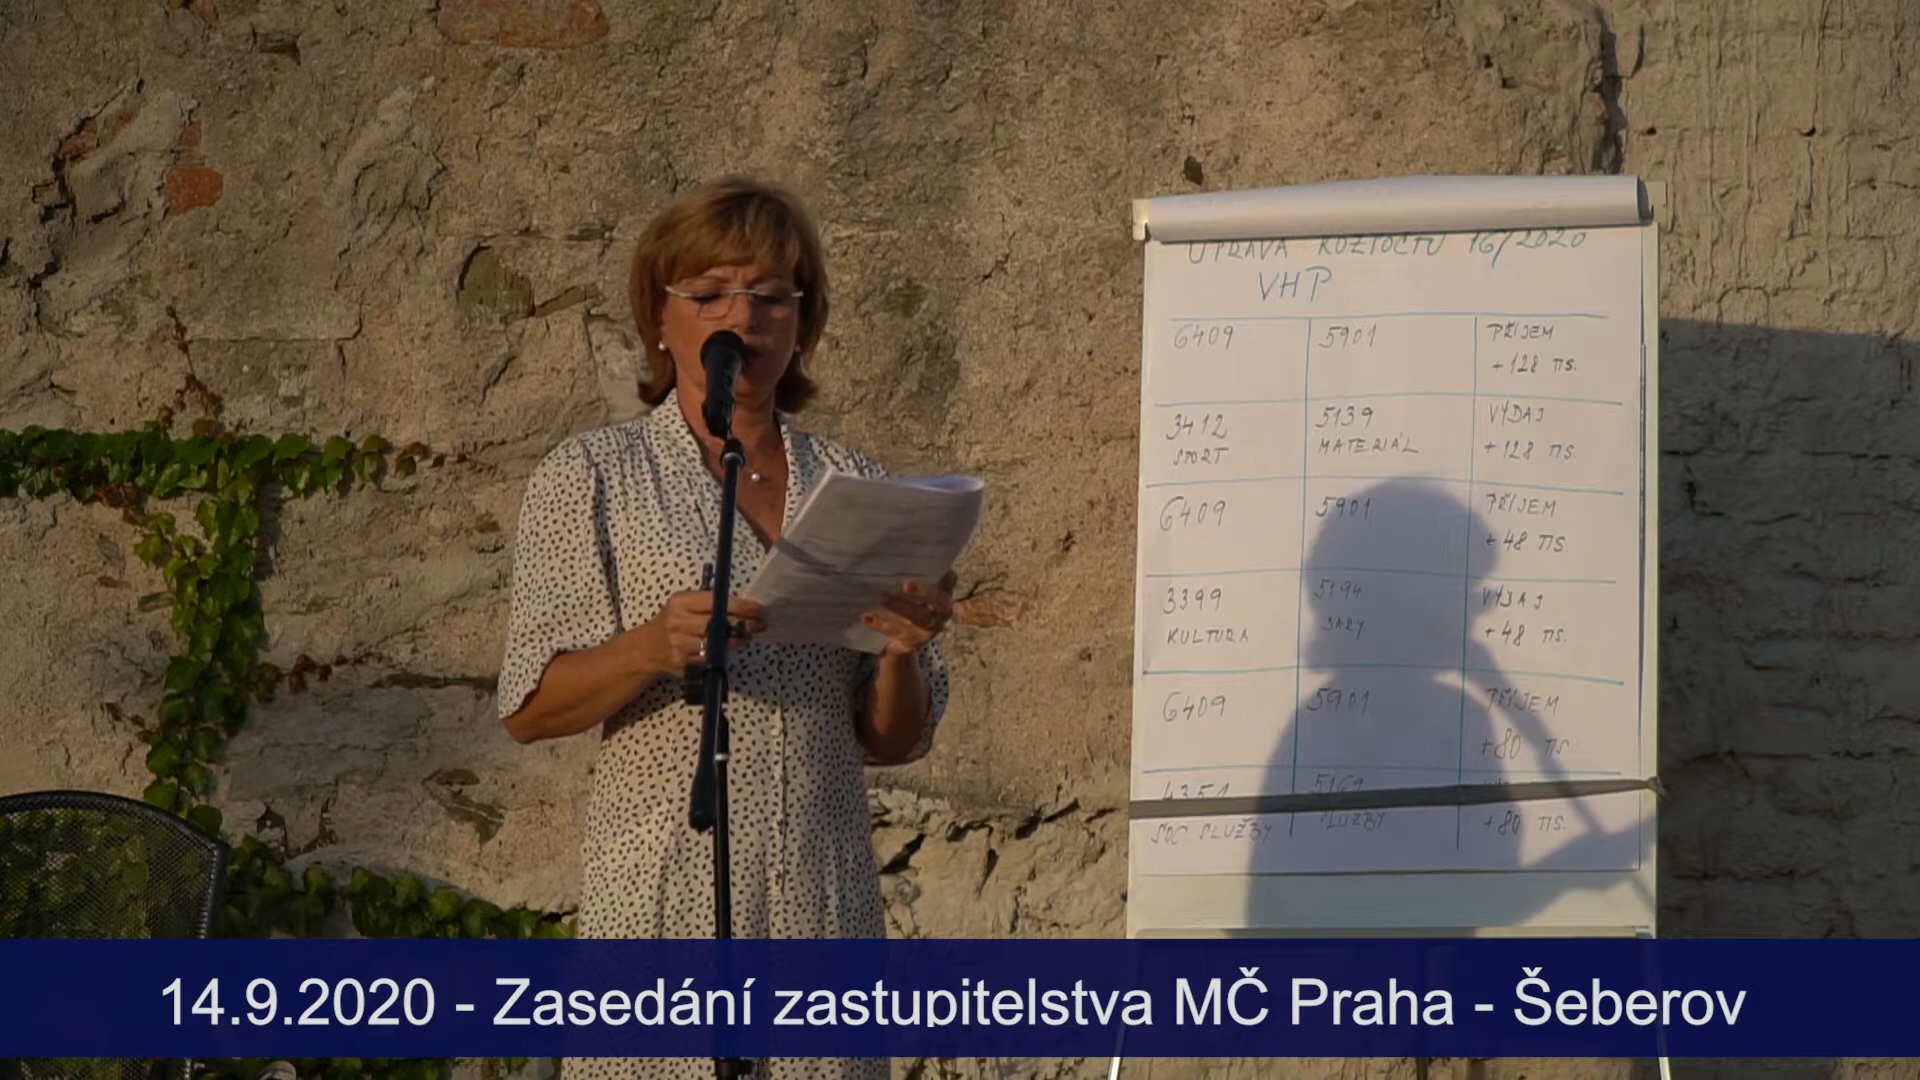 ÚPRAVA ROZPOČTU 16/2020
VHP
6409 5901 PŘÍJEM
+128 TIS.
3412 5139 VÝDAJ
SPORT MATERIÁL +128 TIS.
6409 5901 PŘÍJEM
+48 TIS.
3399 5194 VÝDAJ
KULTURA DARY +48 TIS.
6409 5901 PŘÍJEM
+80 TIS
4351 5169
SOC SLUŽBY SLUŽBY +80 TIS.
14.9.2020 - Zasedání zastupitelstva MČ Praha - Šeberov